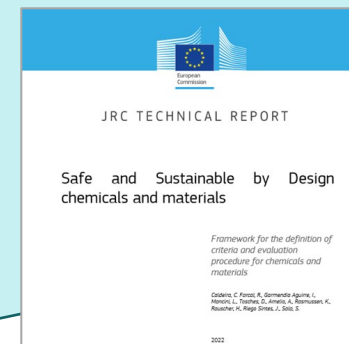 European
Commission
JRC TECHNICAL REPORT
Safe and Sustainable by Design
chemicals and materials
Framework for the definition of
criteria and evaluation
procedure for chemicals and
materials
Caldeira, C. Farcal, R., Garmendia Aguirre, I.,
Mancini, L., Tosches, D., Amelio, A., Rasmussen, K.,
Rauscher, H., Riego Sintes, J., Sala, S.
2022